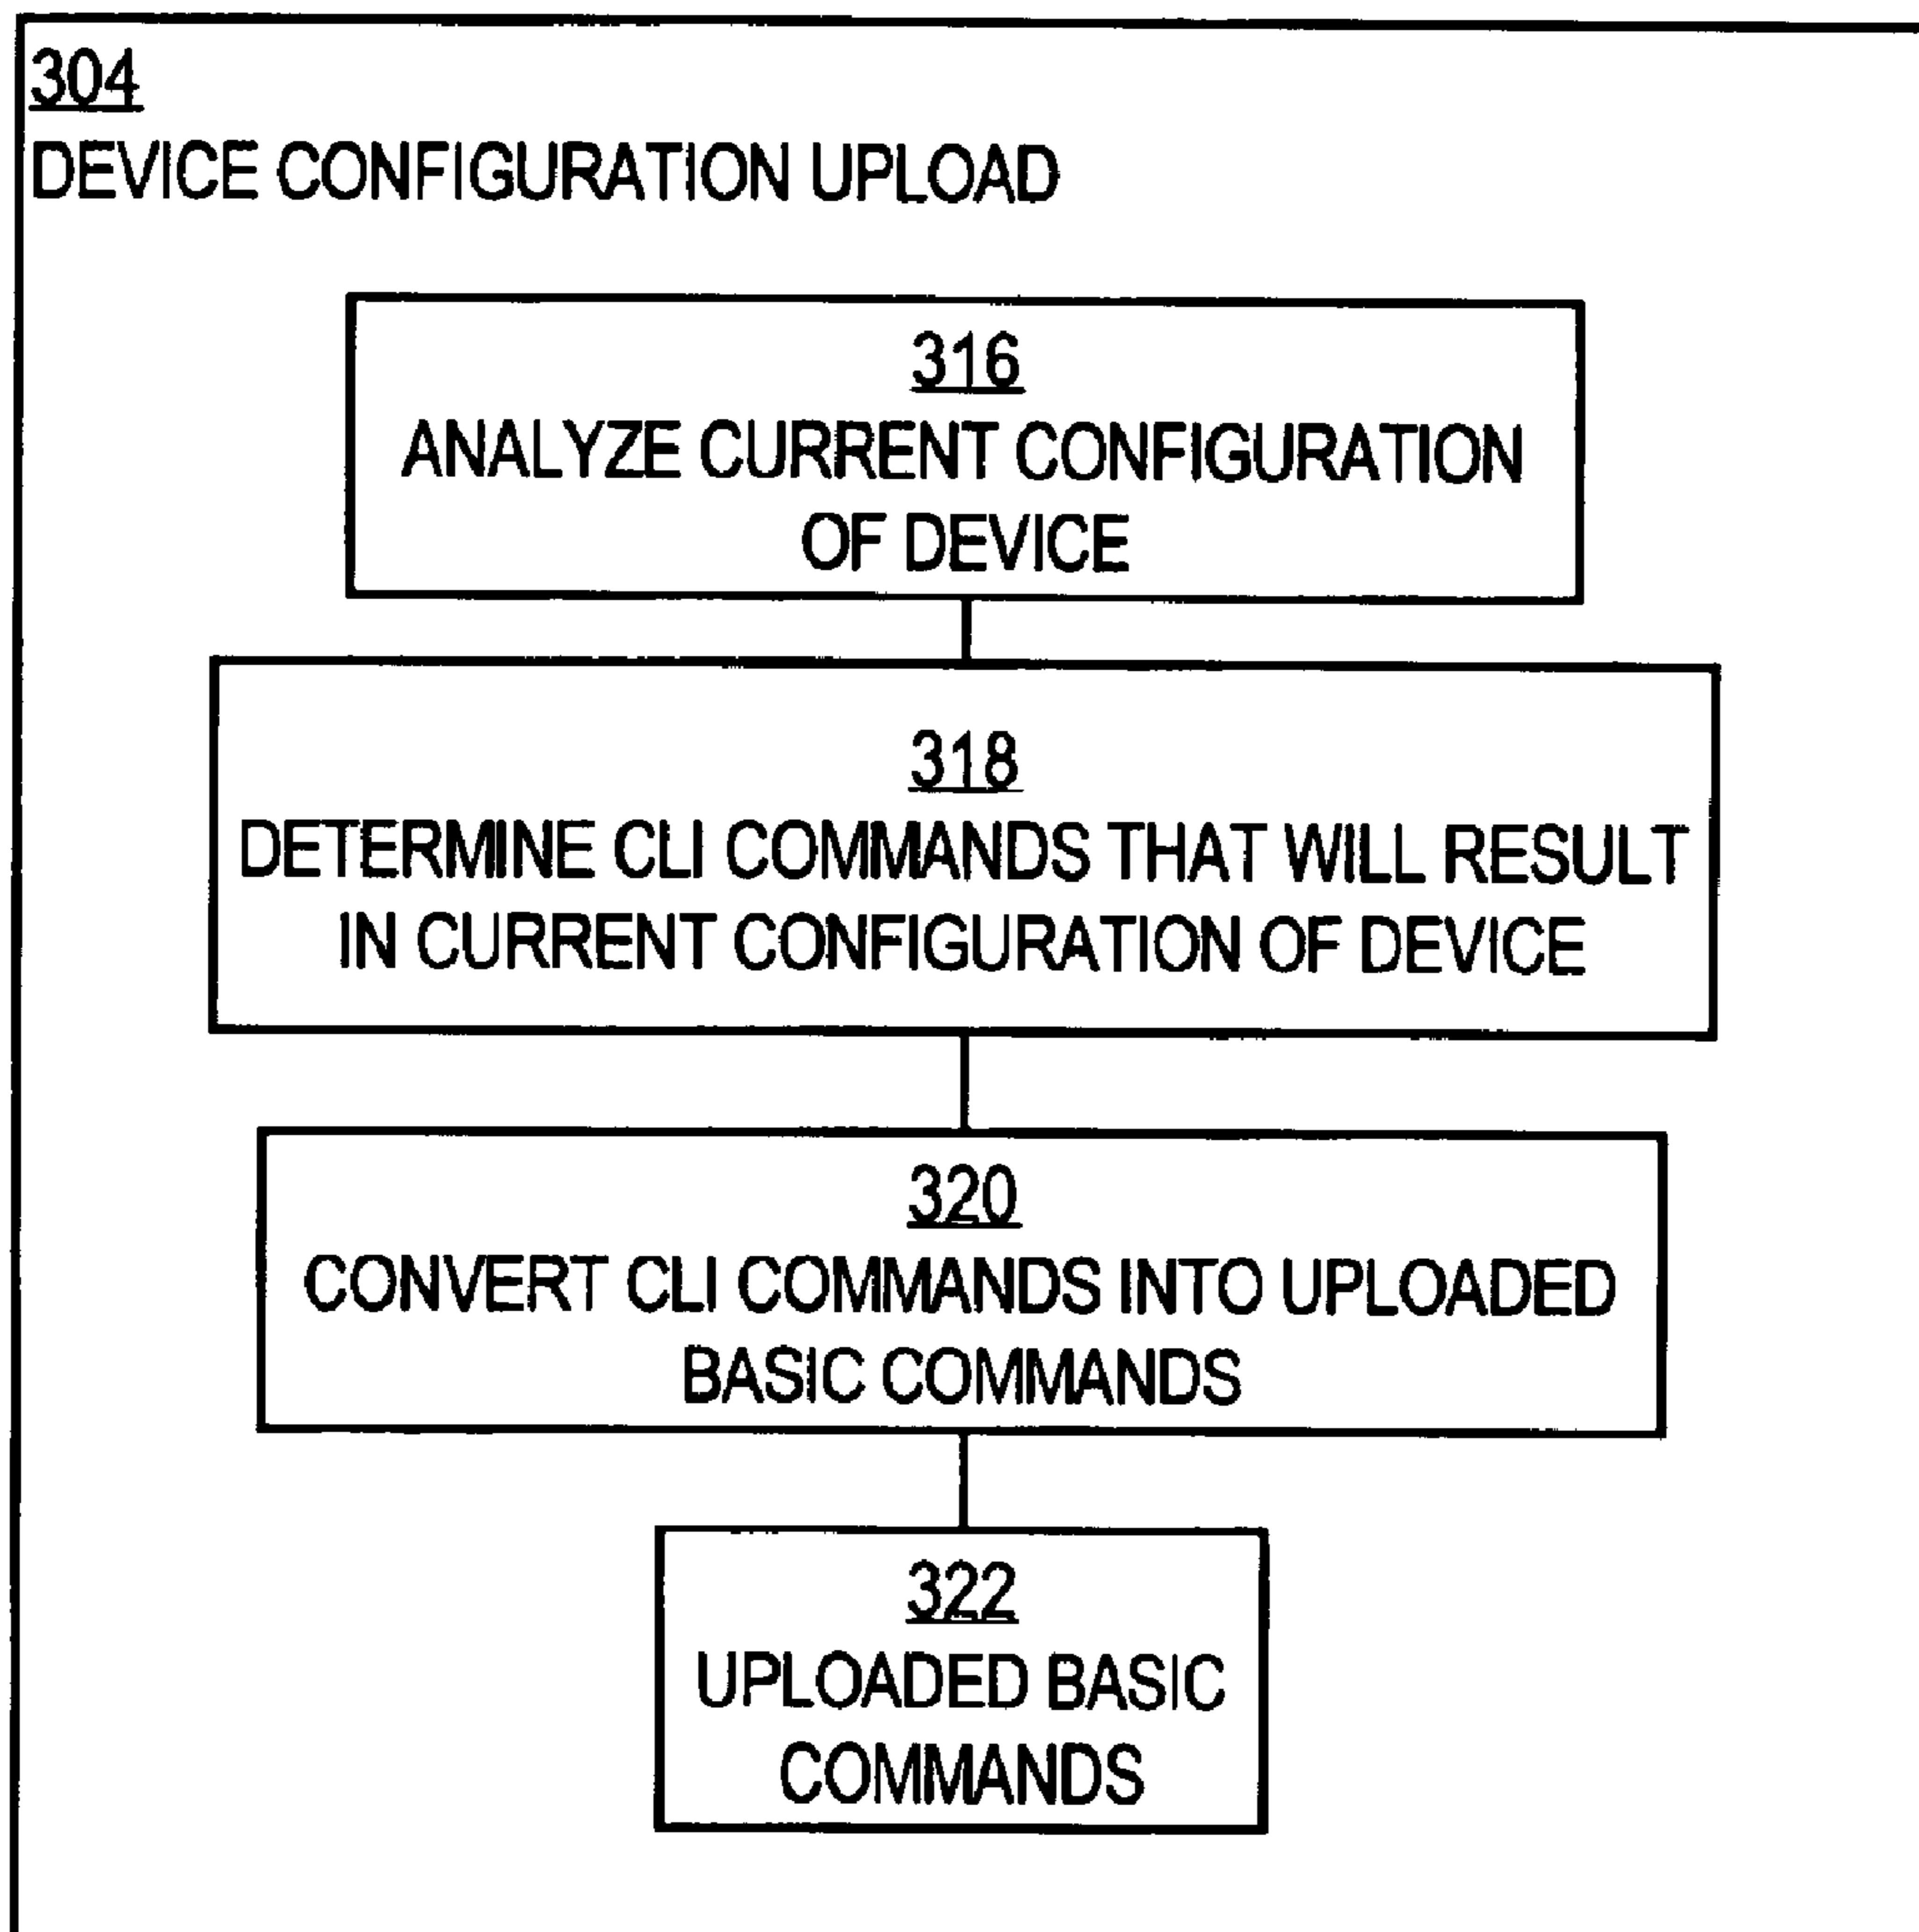 304
DEVICE CONFIGURATION UPLOAD
316
ANALYZE CURRENT CONFIGURATION
OF DEVICE
318
DETERMINE CLI COMMANDS THAT WILL RESULT
IN CURRENT CONFIGURATION OF DEVICE
320
CONVERT CLI COMMANDS INTO UPLOADED
BASIC COMMANDS
322
UPLOADED BASIC
COMMANDS